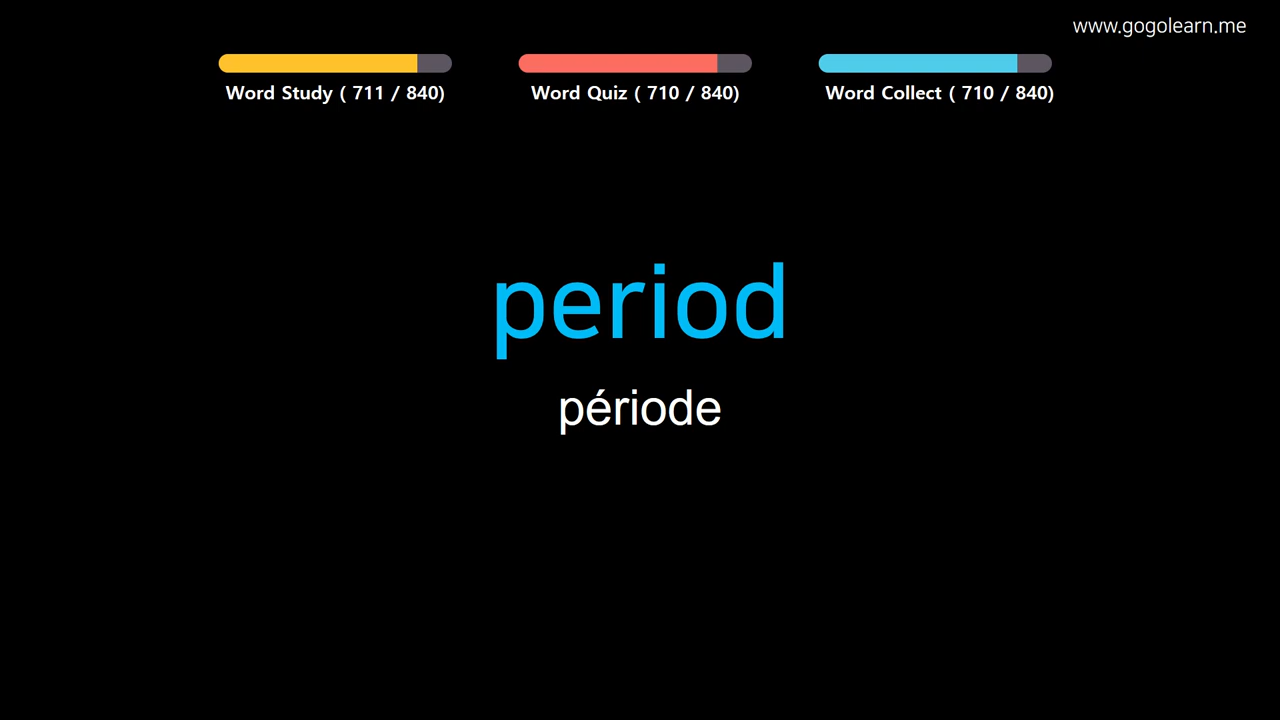 www.gogolearn.me
Word Study ( 711 / 840)
Word Quiz ( 710 / 840)
Word Collect ( 710 / 840)
period
période